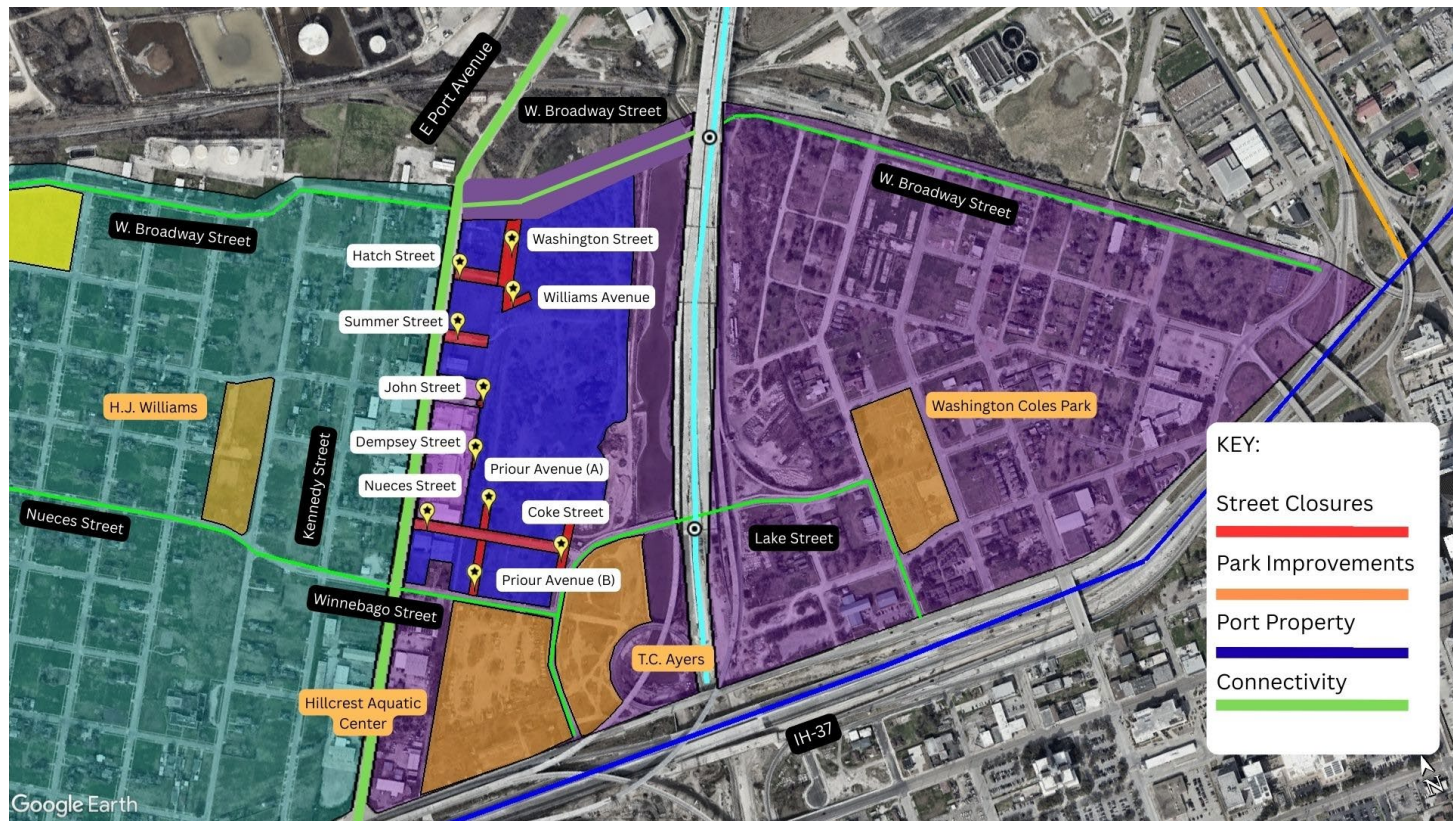 E Port Avenue
W. Broadway Street
W. Broadway Street
W. Broadway Street
Washington Street
Hatch Street
Williams Avenue
Summer Street
John Street
H.J. Williams
Washington Coles Park
Dempsey Street
Kennedy Street
Priour Avenue (A)
Nueces Street
Coke Street
Nueces Street
Lake Street
Priour Avenue (B)
Winnebago Street
T.C. Ayers
Hillcrest Aquatic
Center
IH-37
KEY:
Street Closures
Park Improvements
Port Property
Connectivity
N
Google Earth